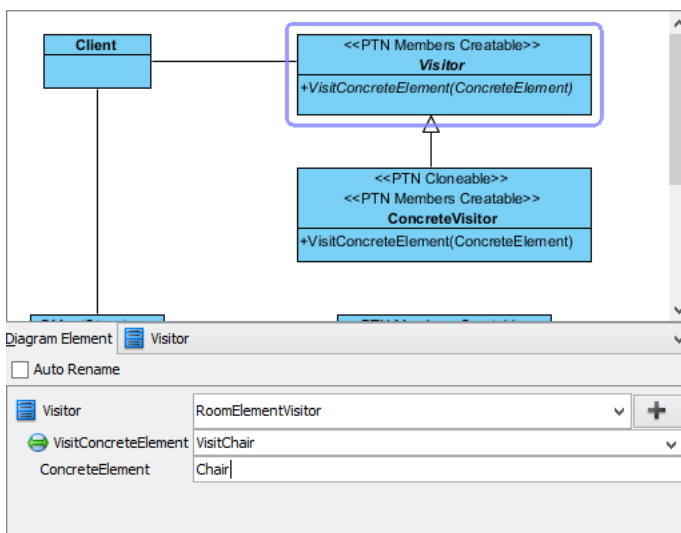 Client
<<PTN Members Creatable>>
Visitor
+VisitConcreteElement(ConcreteElement)
<<PTN Cloneable>>
<<PTN Members Creatable>>
ConcreteVisitor
+VisitConcreteElement(ConcreteElement)
Diagram Element Visitor
Auto Rename
Visitor RoomElementVisitor
VisitConcreteElement VisitChair
ConcreteElement Chair